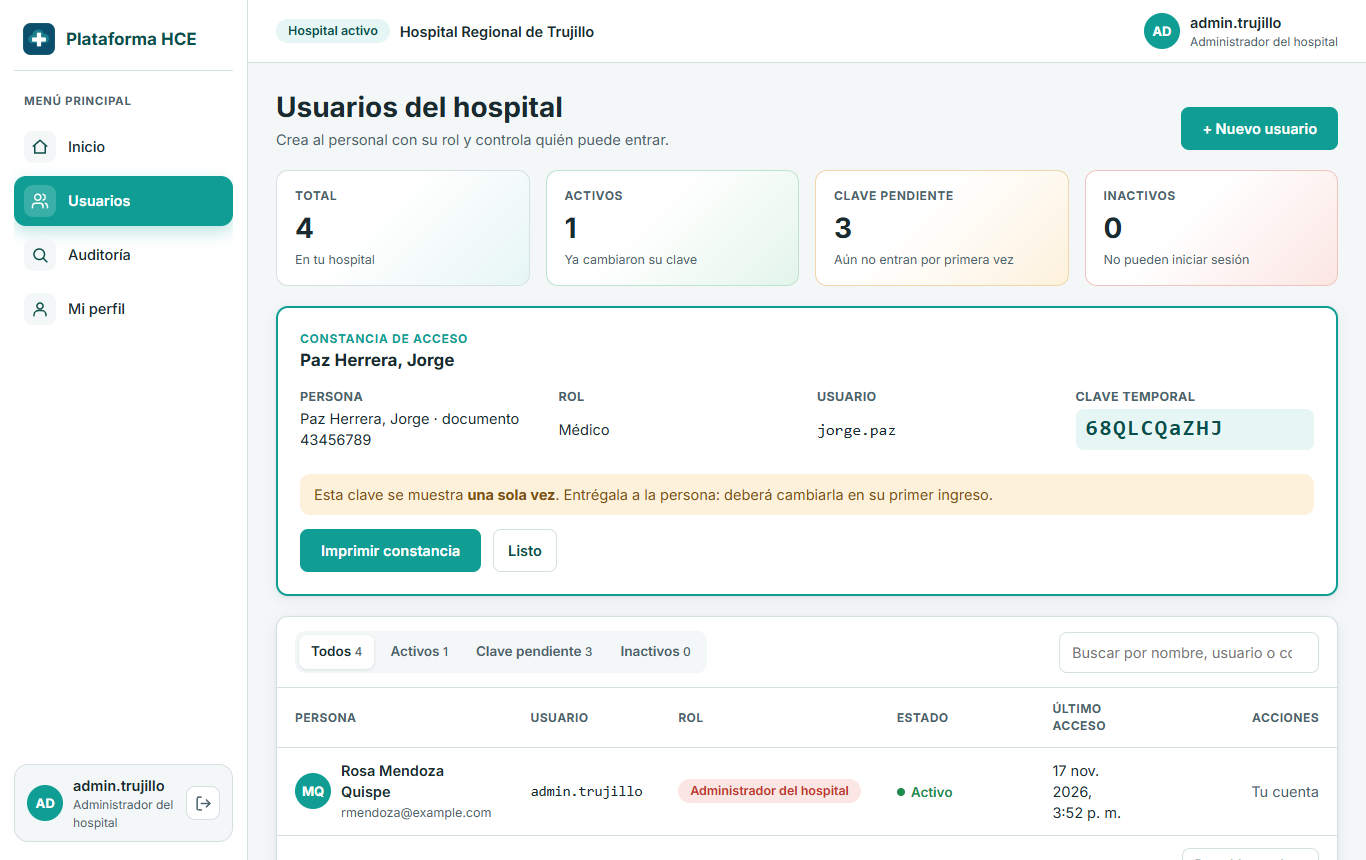 Plataforma HCE
MENÚ PRINCIPAL
Inicio
Usuarios
Auditoría
Mi perfil
AD
admin.trujillo
Administrador del
hospital
Hospital activo
Hospital Regional de Trujillo
AD
admin.trujillo
Administrador del hospital
Usuarios del hospital
Crea al personal con su rol y controla quién puede entrar.
+ Nuevo usuario
TOTAL
4
En tu hospital
ACTIVOS
1
Ya cambiaron su clave
CLAVE PENDIENTE
3
Aún no entran por primera vez
INACTIVOS
0
No pueden iniciar sesión
CONSTANCIA DE ACCESO
Paz Herrera, Jorge
PERSONA
Paz Herrera, Jorge · documento
43456789
ROL
Médico
USUARIO
jorge.paz
CLAVE TEMPORAL
68QLCQaZHJ
Esta clave se muestra una sola vez. Entrégala a la persona: deberá cambiarla en su primer ingreso.
Imprimir constancia
Listo
Todos 4
Activos 1
Clave pendiente 3
Inactivos 0
Buscar por nombre, usuario o co
PERSONA
USUARIO
ROL
ESTADO
ÚLTIMO
ACCESO
ACCIONES
MQ
Rosa Mendoza
Quispe
rmendoza@example.com
admin.trujillo
Administrador del hospital
Activo
17 nov.
2026,
3:52 p. m.
Tu cuenta